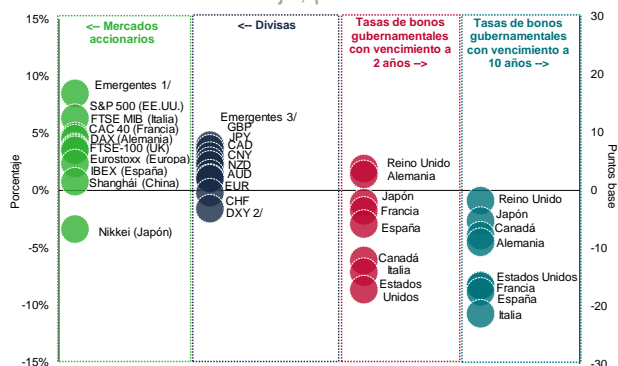 <-- Mercados
accionarios
<-- Divisas
Tasas de bonos
gubernamentales
con vencimiento a
2 años -->
Tasas de bonos
gubernamentales
con vencimiento a
10 años -->
15%
10%
5%
0%
-5%
-10%
-15%
Porcentaje
Emergentes 1/
S&P 500 (EE.UU.)
FTSE MIB (Italia)
CAC 40 (Francia)
DAX (Alemania)
FTSE-100 (UK)
Eurostoxx (Europa)
IBEX (España)
Shanghái (China)
Nikkei (Japón)
Emergentes 3/
GBP
JPY
CAD
CNY
NZD
AUD
EUR
CHF
DXY 2/
Reino Unido
Alemania
Japón
Francia
España
Canadá
Italia
Estados
Unidos
Reino Unido
Japón
Canadá
Alemania
Estados Unidos
Francia
España
Italia
30
20
10
0
-10
-20
-30
Puntos base